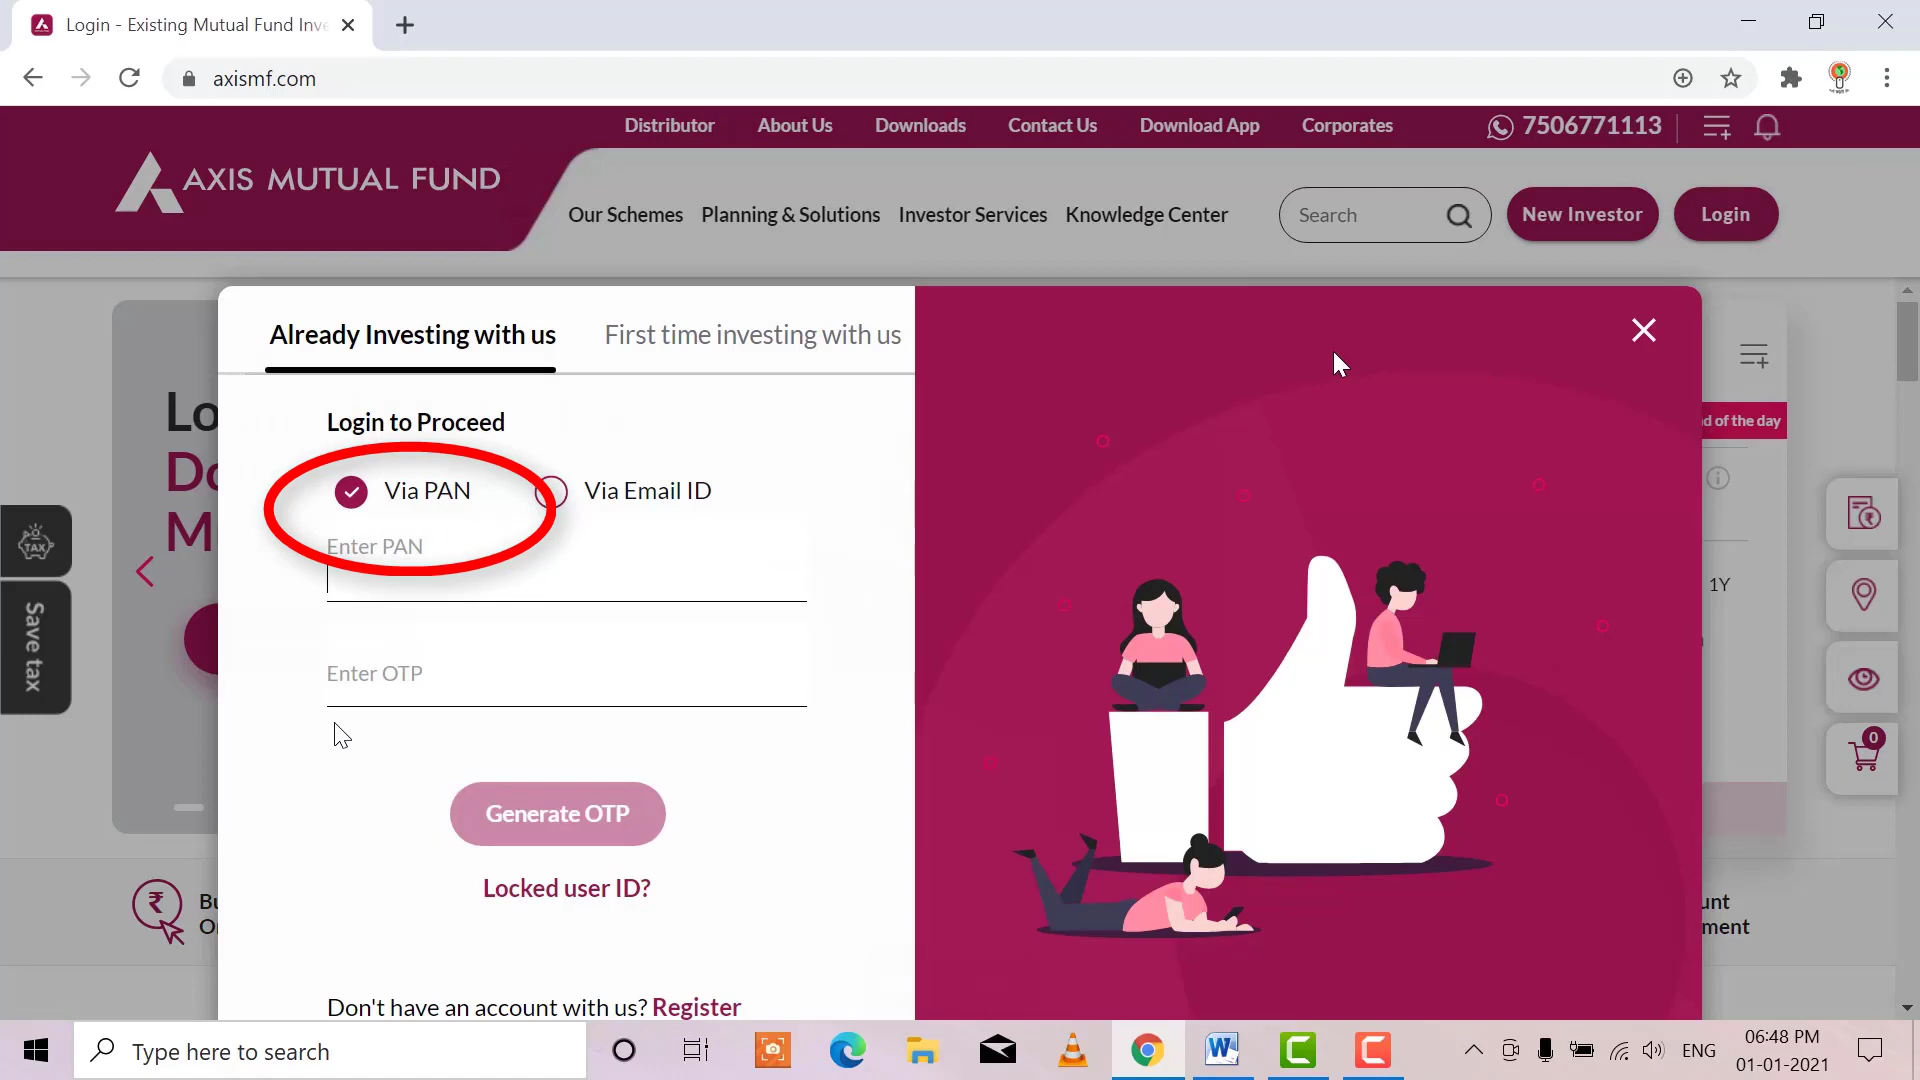 Login - Existing Mutual Fund Inve
axismf.com
Distributor About Us Downloads Contact Us Download App Corporates 7506771113
AXIS MUTUAL FUND
Our Schemes Planning & Solutions Investor Services Knowledge Center Search New Investor Login
Already Investing with us First time investing with us
Login to Proceed
Via PAN Via Email ID
Enter PAN
Enter OTP
Generate OTP
Locked user ID?
Don't have an account with us? Register
Lo
Do
M
TAX
Save tax
d of the day
1Y
0
Bu
O
unt
ment
Type here to search
ENG
06:48 PM
01-01-2021